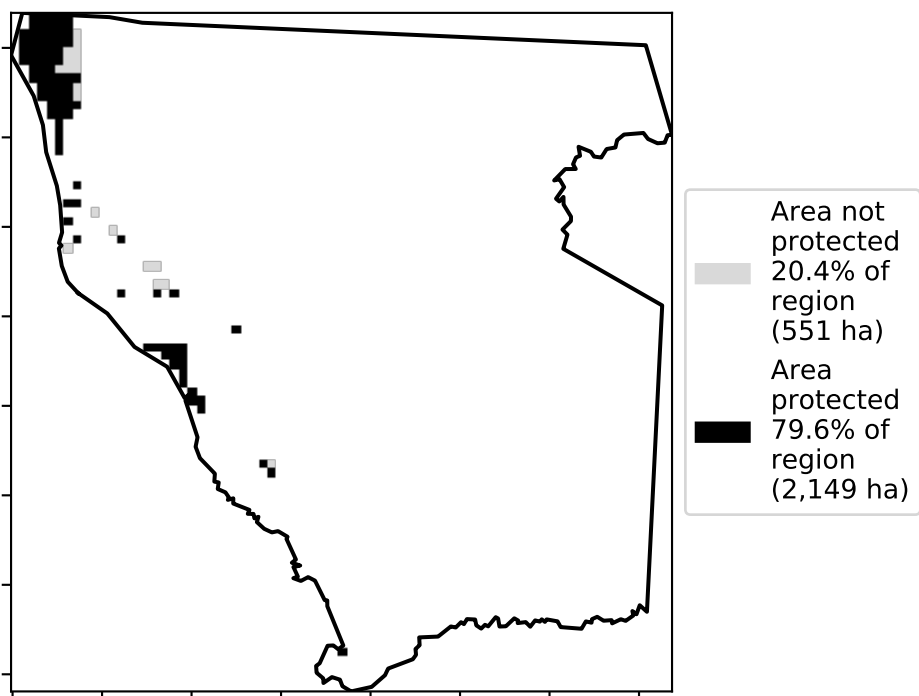 Area not
protected
20.4% of
region
(551 ha)
Area
protected
79.6% of
region
(2,149 ha)